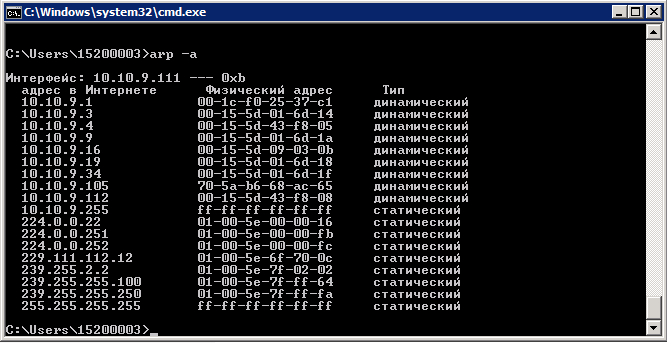 C:\Windows\system32\cmd.exe
C:\Users\15200003>arp -a
Интерфейс: 10.10.9.111 --- 0xb
адрес в Интернете Физический адрес Тип
10.10.9.1 00-1c-f0-25-37-c1 динамический
10.10.9.3 00-15-5d-01-6d-14 динамический
10.10.9.4 00-15-5d-43-f8-05 динамический
10.10.9.9 00-15-5d-01-6d-1a динамический
10.10.9.16 00-15-5d-09-03-0b динамический
10.10.9.19 00-15-5d-01-6d-18 динамический
10.10.9.34 00-15-5d-01-6d-1f динамический
10.10.9.105 70-5a-b6-68-ac-65 динамический
10.10.9.112 00-15-5d-43-f8-08 динамический
10.10.9.255 ff-ff-ff-ff-ff-ff статический
224.0.0.22 01-00-5e-00-00-16 статический
224.0.0.251 01-00-5e-00-00-fb статический
224.0.0.252 01-00-5e-00-00-fc статический
229.111.112.12 01-00-5e-6f-70-0c статический
239.255.2.2 01-00-5e-7f-02-02 статический
239.255.255.100 01-00-5e-7f-ff-64 статический
239.255.255.250 01-00-5e-7f-ff-fa статический
255.255.255.255 ff-ff-ff-ff-ff-ff статический
C:\Users\15200003>_